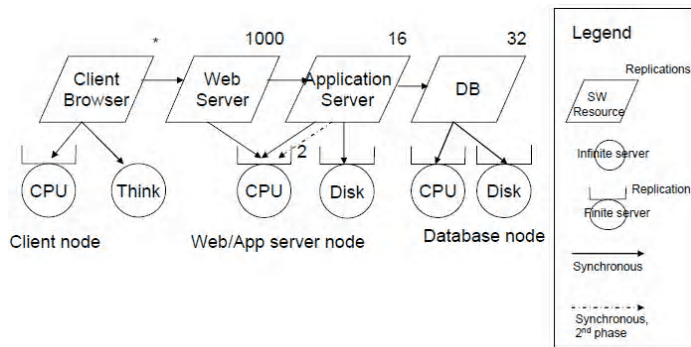 *
1000
16
32
Client
Browser
Web
Server
Application
Server
DB
2
CPU
Think
CPU
Disk
CPU
Disk
Client node
Web/App server node
Database node
Legend
Replications
SW
Resource
Infinite server
Replication
Finite server
Synchronous
Synchronous,
2nd phase